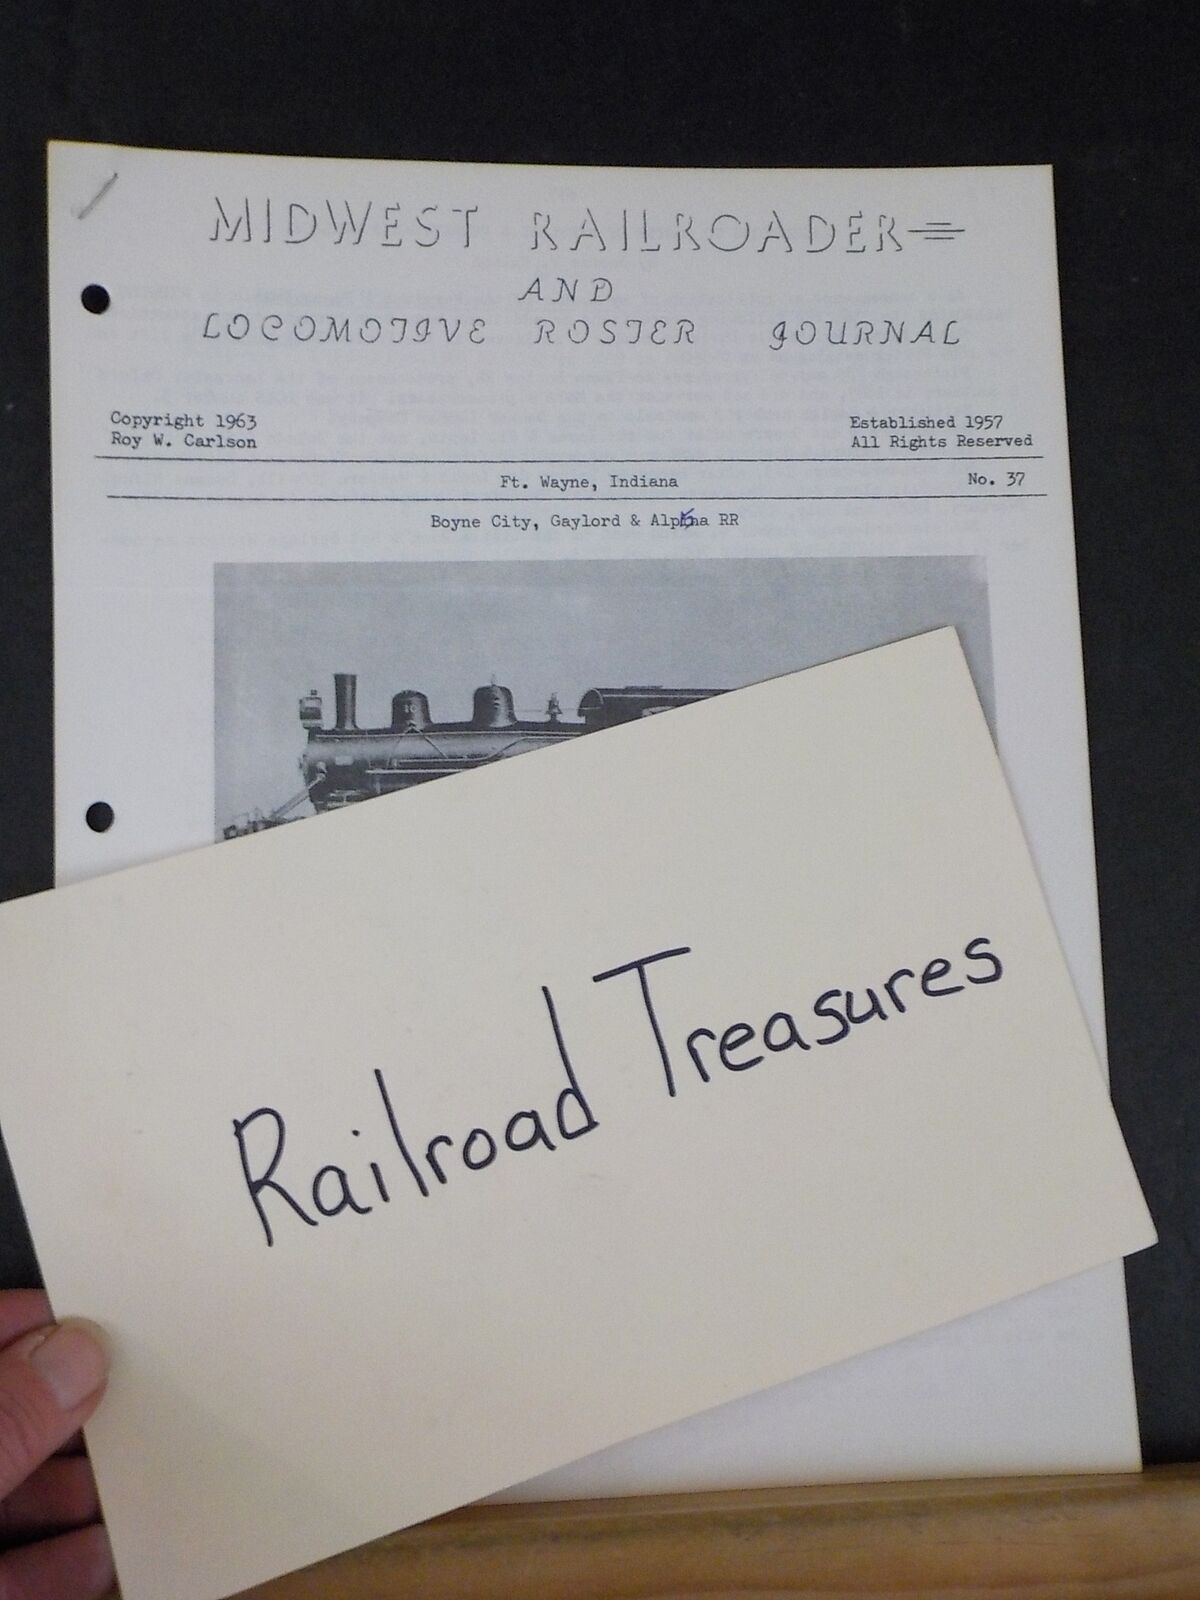 MIDWEST RAILROADER
AND
LOCOMOTIVE ROSTER JOURNAL
Copyright 1963
Roy W. Carlson
Established 1957
All Rights Reserved
Ft. Wayne, Indiana
No. 37
Boyne City, Gaylord & Alpena RR
10
Railroad Treasures